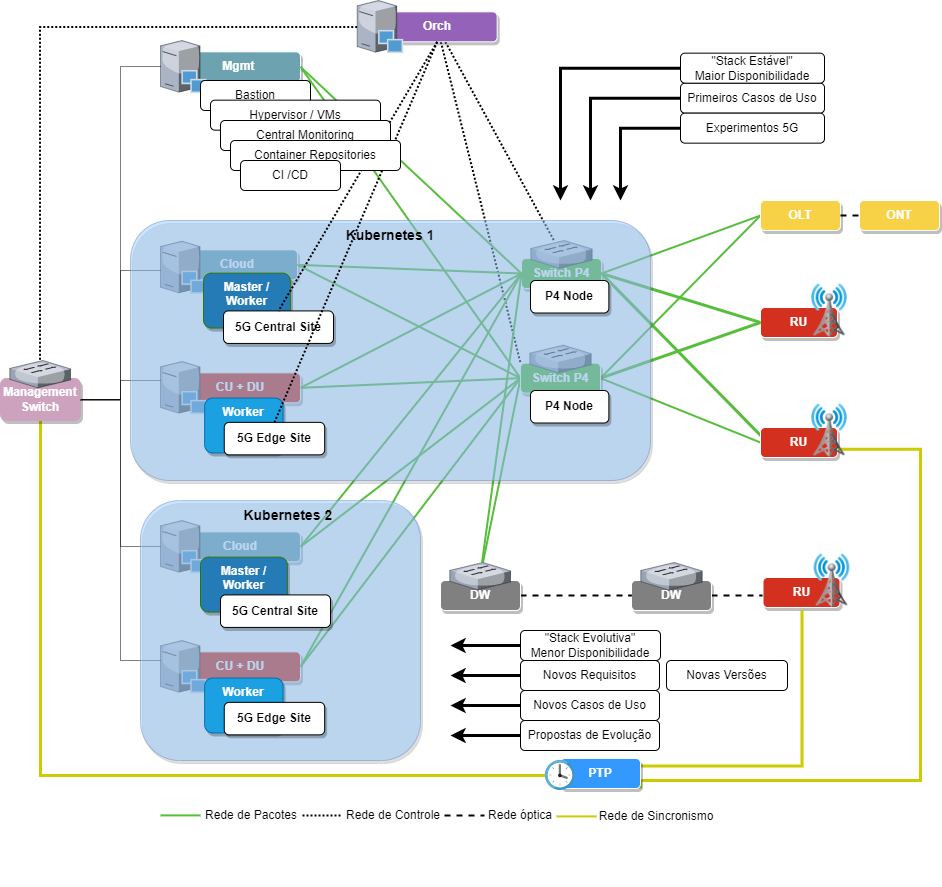 Orch
Mgmt
Bastion
Hypervisor / VMs
Central Monitoring
Container Repositories
CI /CD
"Stack Estável"
Maior Disponibilidade
Primeiros Casos de Uso
Experimentos 5G
OLT
ONT
Kubernetes 1
Cloud
Master /
Worker
5G Central Site
Switch P4
P4 Node
RU
CU + DU
Worker
5G Edge Site
Switch P4
P4 Node
RU
Management
Switch
Kubernetes 2
Cloud
Master /
Worker
5G Central Site
DW
DW
RU
CU + DU
Worker
5G Edge Site
"Stack Evolutiva"
Menor Disponibilidade
Novos Requisitos
Novas Versões
Novos Casos de Uso
Propostas de Evolução
PTP
Rede de Pacotes
Rede de Controle
Rede óptica
Rede de Sincronismo